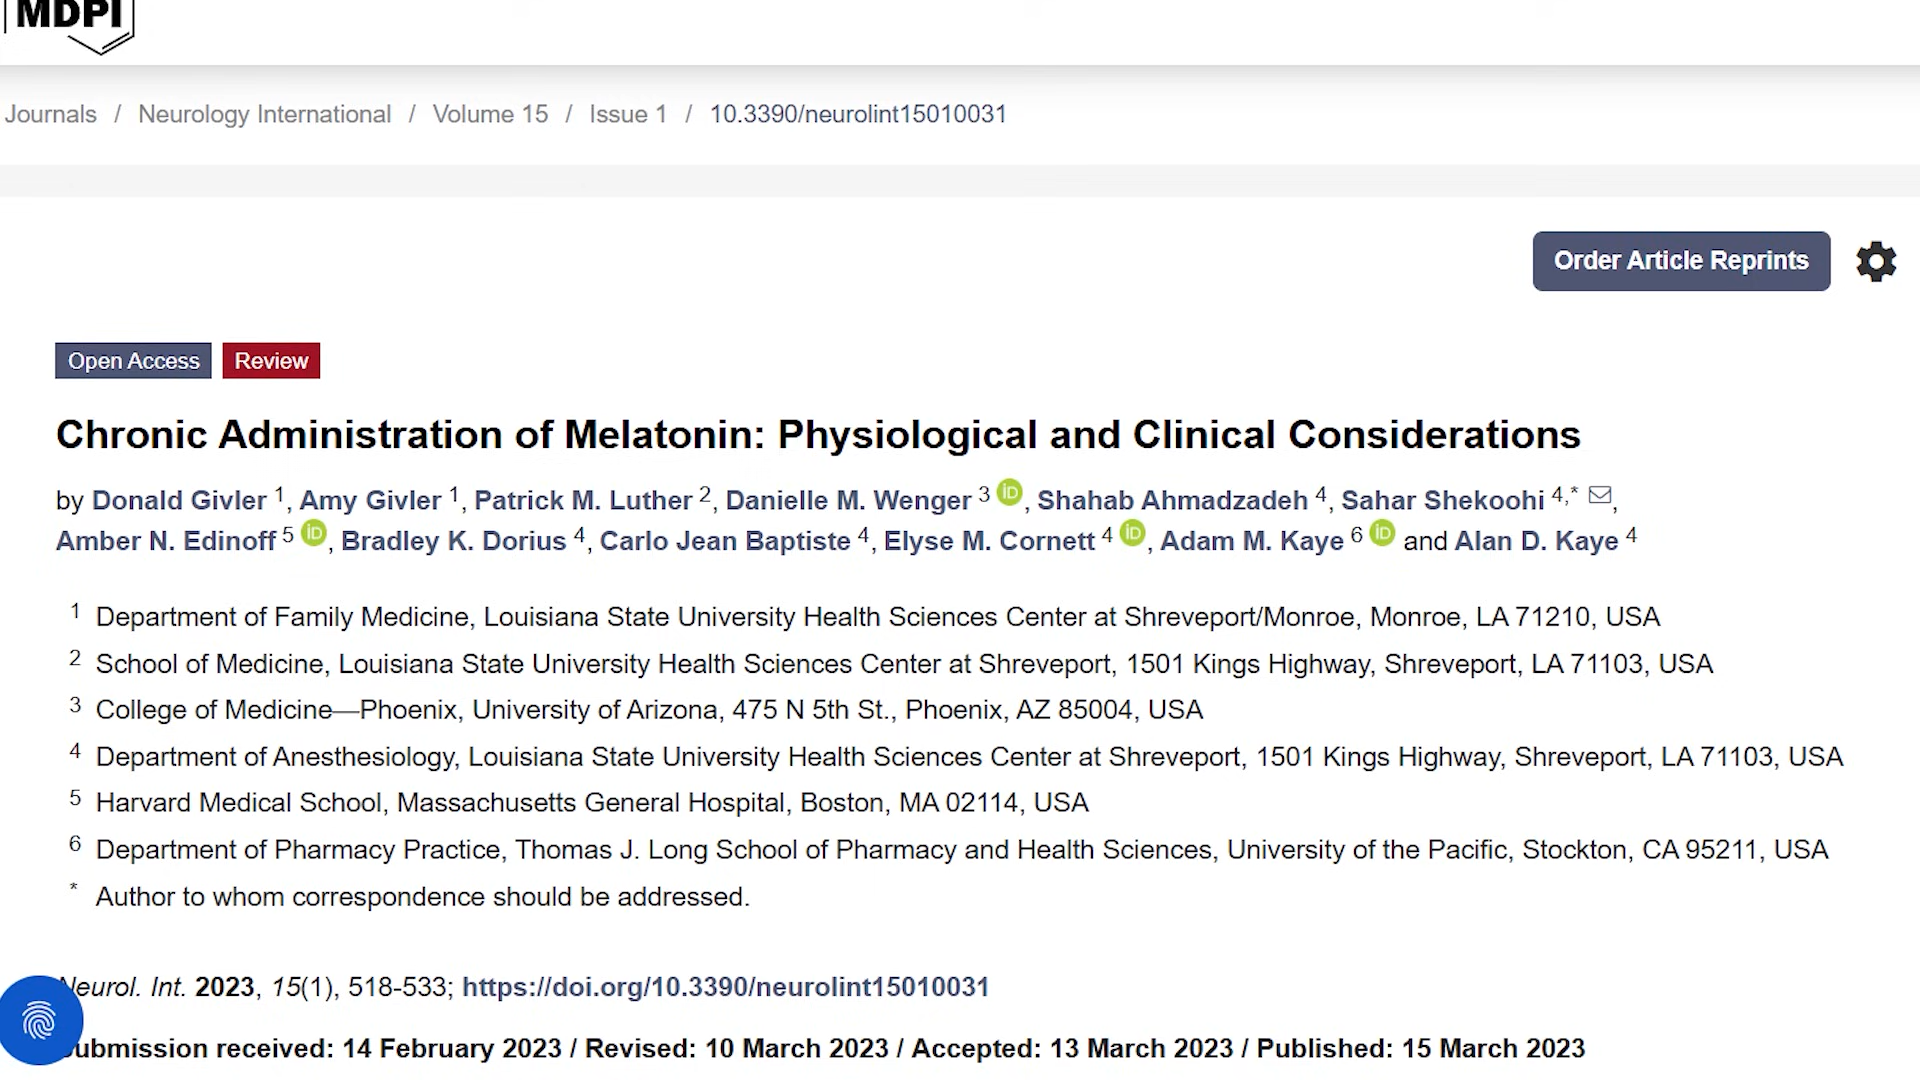 MDPI
Journals / Neurology International / Volume 15 / Issue 1 / 10.3390/neurolint15010031
Order Article Reprints
Open Access Review
Chronic Administration of Melatonin: Physiological and Clinical Considerations
by Donald Givler 1, Amy Givler 1, Patrick M. Luther 2, Danielle M. Wenger 3 iD, Shahab Ahmadzadeh 4, Sahar Shekoohi 4,*,
Amber N. Edinoff 5 iD, Bradley K. Dorius 4, Carlo Jean Baptiste 4, Elyse M. Cornett 4 iD, Adam M. Kaye 6 iD and Alan D. Kaye 4
1 Department of Family Medicine, Louisiana State University Health Sciences Center at Shreveport/Monroe, Monroe, LA 71210, USA
2 School of Medicine, Louisiana State University Health Sciences Center at Shreveport, 1501 Kings Highway, Shreveport, LA 71103, USA
3 College of Medicine—Phoenix, University of Arizona, 475 N 5th St., Phoenix, AZ 85004, USA
4 Department of Anesthesiology, Louisiana State University Health Sciences Center at Shreveport, 1501 Kings Highway, Shreveport, LA 71103, USA
5 Harvard Medical School, Massachusetts General Hospital, Boston, MA 02114, USA
6 Department of Pharmacy Practice, Thomas J. Long School of Pharmacy and Health Sciences, University of the Pacific, Stockton, CA 95211, USA
* Author to whom correspondence should be addressed.
Neurol. Int. 2023, 15(1), 518-533; https://doi.org/10.3390/neurolint15010031
Submission received: 14 February 2023 / Revised: 10 March 2023 / Accepted: 13 March 2023 / Published: 15 March 2023